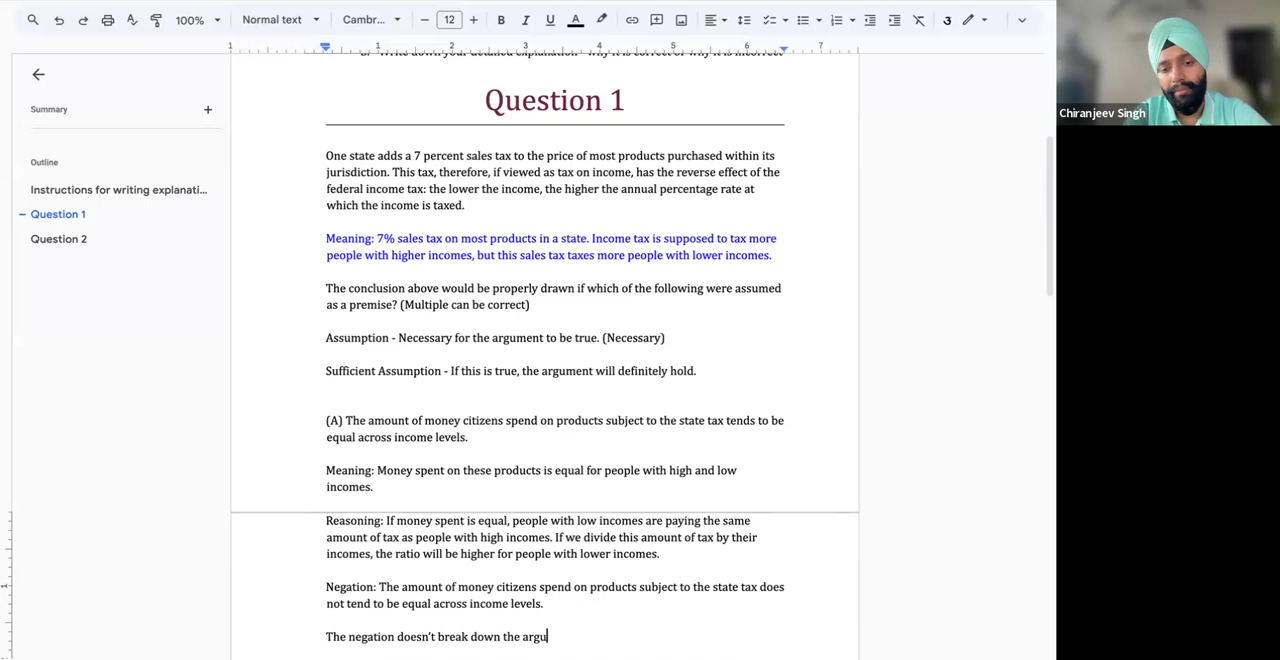 100%
Normal text
Cambr...
12
B I U A
1 1 2 3 4 5 6 7
Summary
Outline
Instructions for writing explanati...
Question 1
Question 2
Question 1
One state adds a 7 percent sales tax to the price of most products purchased within its
jurisdiction. This tax, therefore, if viewed as tax on income, has the reverse effect of the
federal income tax: the lower the income, the higher the annual percentage rate at
which the income is taxed.
Meaning: 7% sales tax on most products in a state. Income tax is supposed to tax more
people with higher incomes, but this sales tax taxes more people with lower incomes.
The conclusion above would be properly drawn if which of the following were assumed
as a premise? (Multiple can be correct)
Assumption - Necessary for the argument to be true. (Necessary)
Sufficient Assumption - If this is true, the argument will definitely hold.
(A) The amount of money citizens spend on products subject to the state tax tends to be
equal across income levels.
Meaning: Money spent on these products is equal for people with high and low
incomes.
Reasoning: If money spent is equal, people with low incomes are paying the same
amount of tax as people with high incomes. If we divide this amount of tax by their
incomes, the ratio will be higher for people with lower incomes.
Negation: The amount of money citizens spend on products subject to the state tax does
not tend to be equal across income levels.
The negation doesn't break down the argu
Chiranjeev Singh